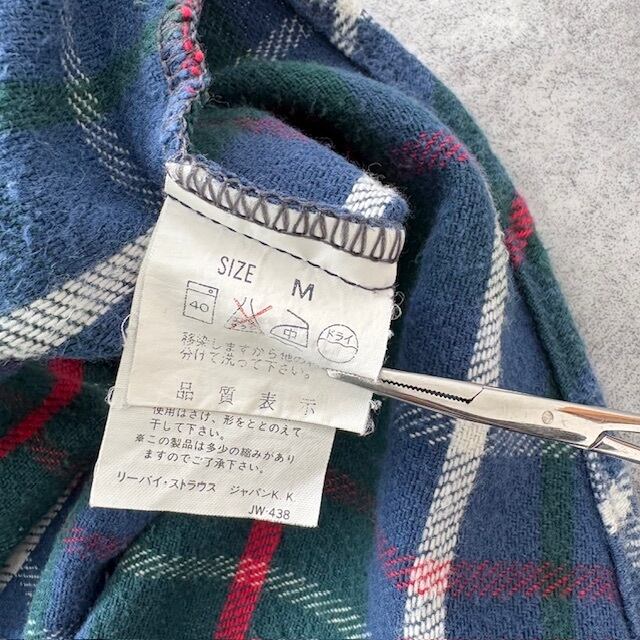 SIZE M
40 中 ドライ
移染しますから他の
分けて洗って下さい。
品質表示
使用はさけ、形をととのえて
干して下さい。
※この製品は多少の縮みがあり
ますのでご了承下さい。
リーバイ・ストラウス ジャパンK.K.
JW-438